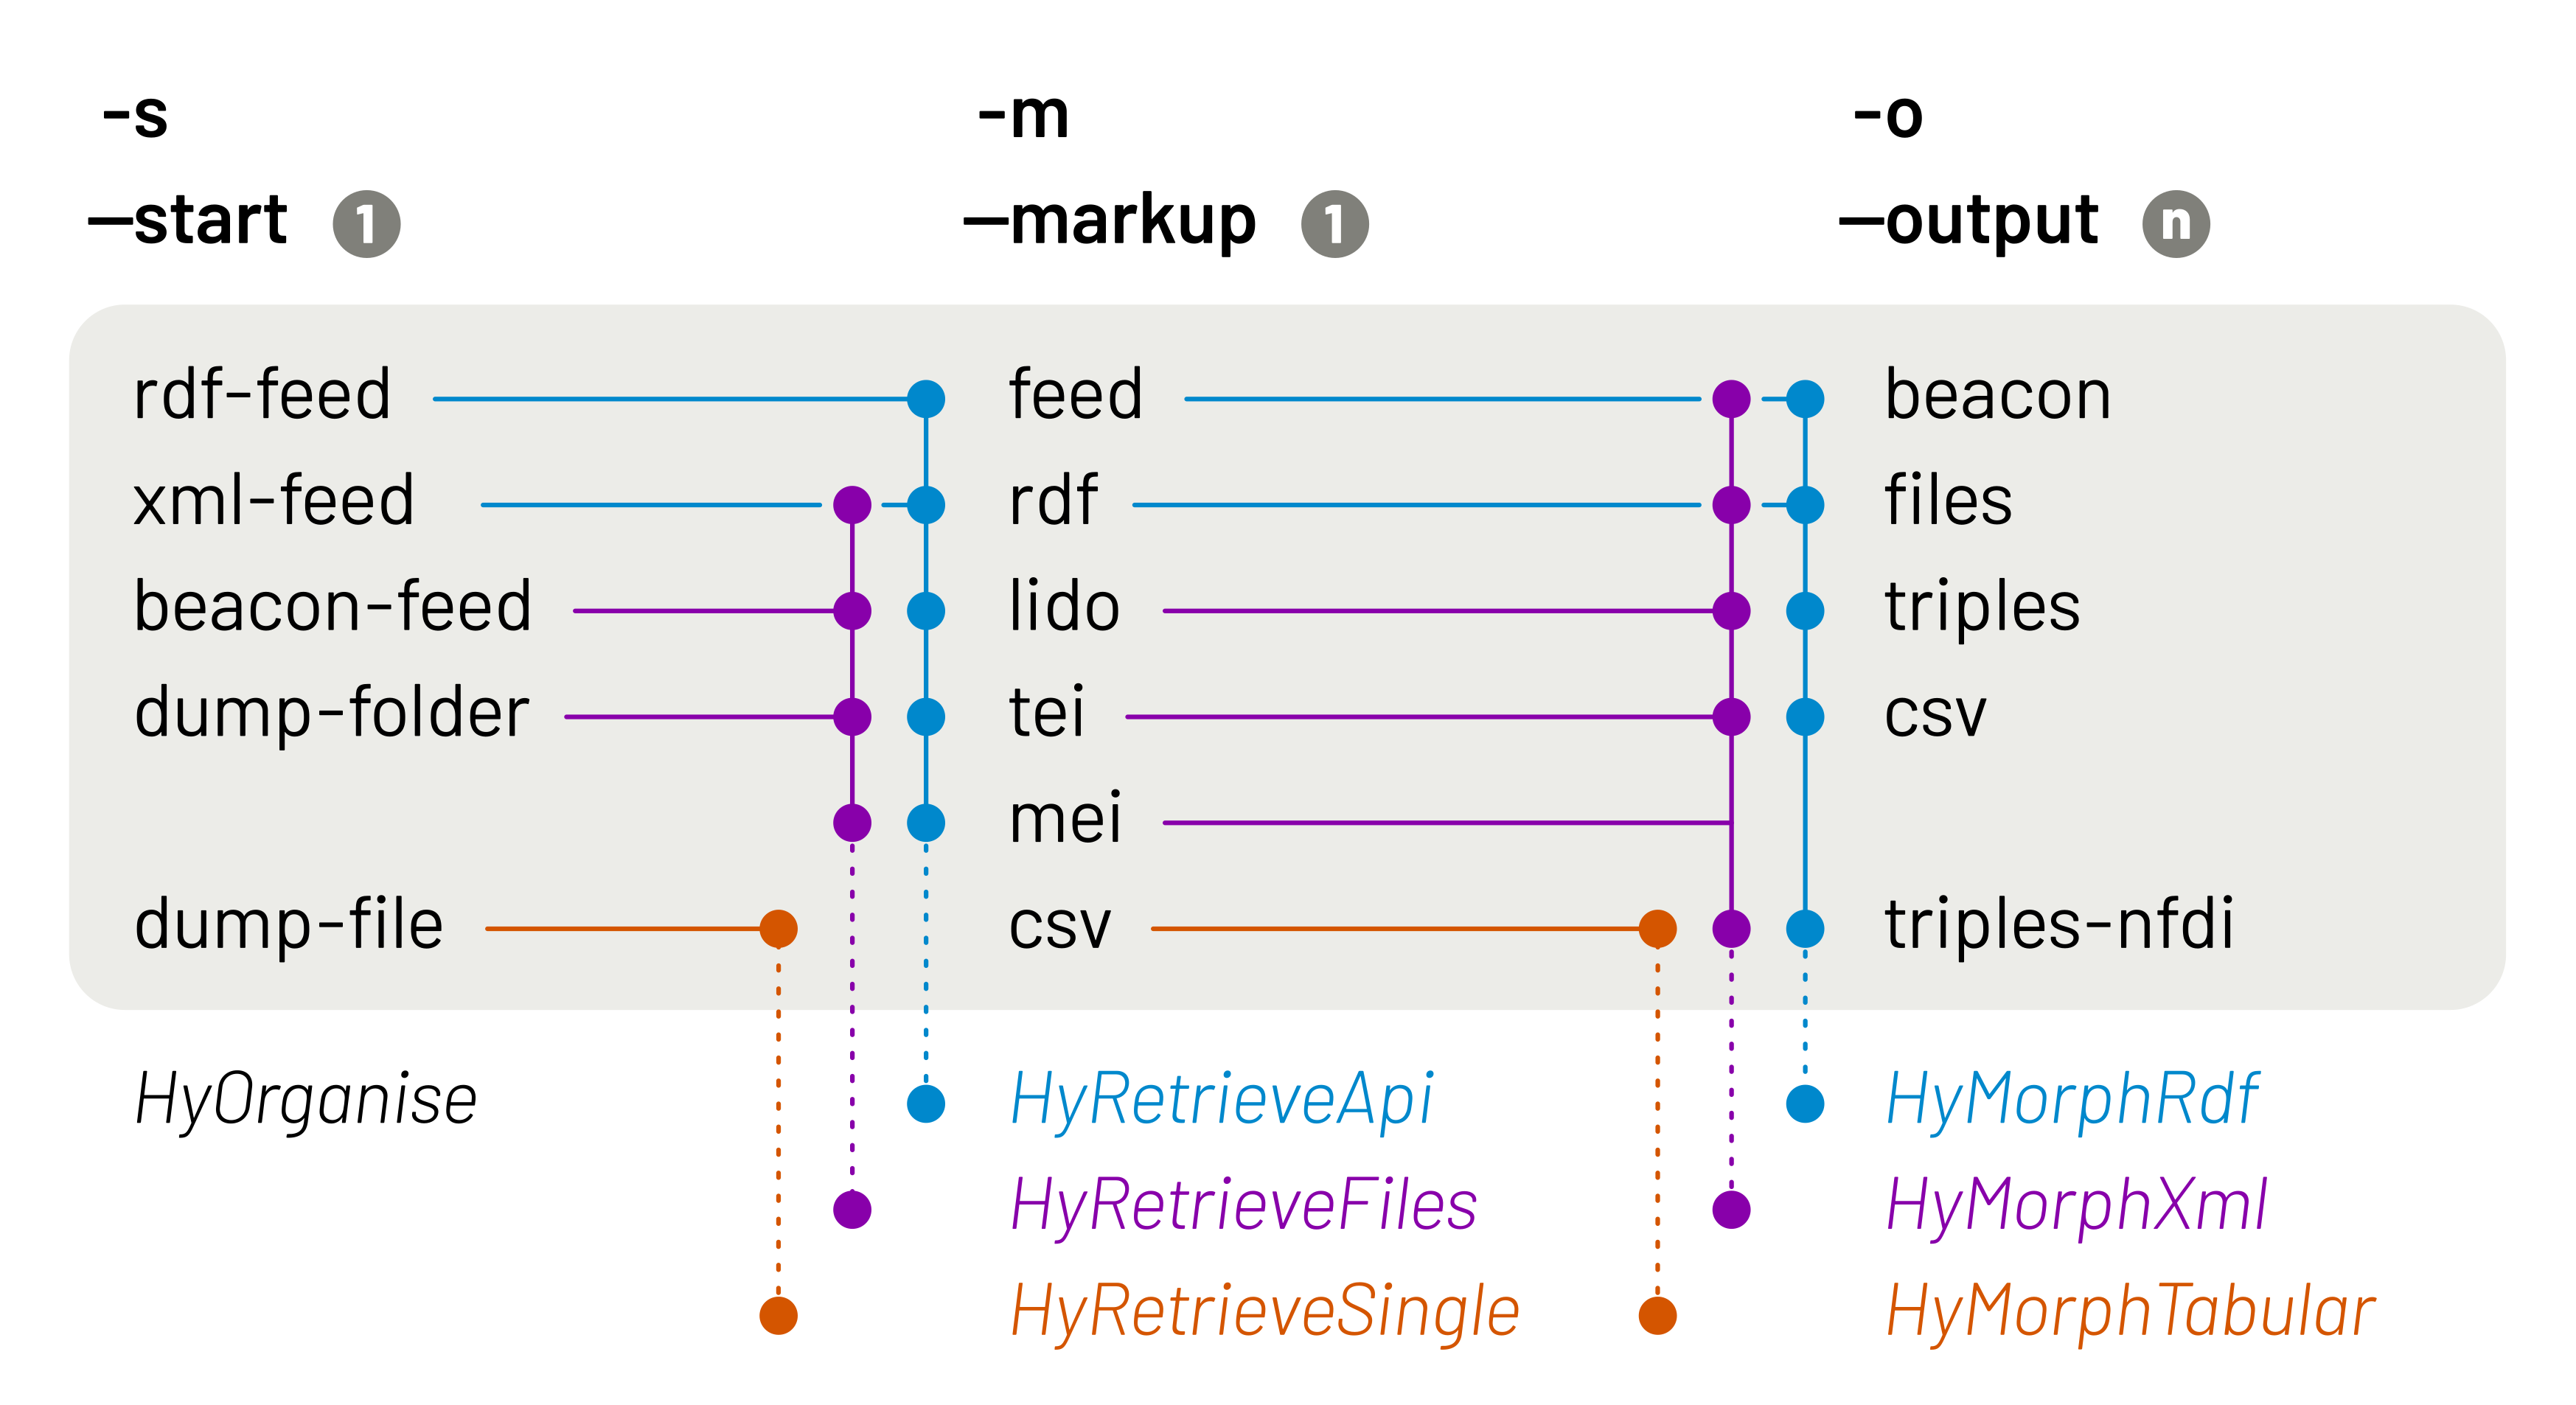 -s
-m
-o
—start 1
—markup 1
—output n
rdf-feed
feed
beacon
xml-feed
rdf
files
beacon-feed
lido
triples
dump-folder
tei
csv
mei
dump-file
csv
triples-nfdi
HyOrganise
HyRetrieveApi
HyMorphRdf
HyRetrieveFiles
HyMorphXml
HyRetrieveSingle
HyMorphTabular